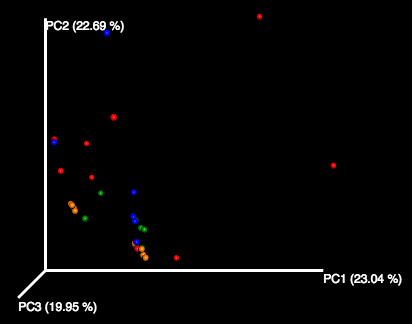 PC2 (22.69 %)
PC1 (23.04 %)
PC3 (19.95 %)